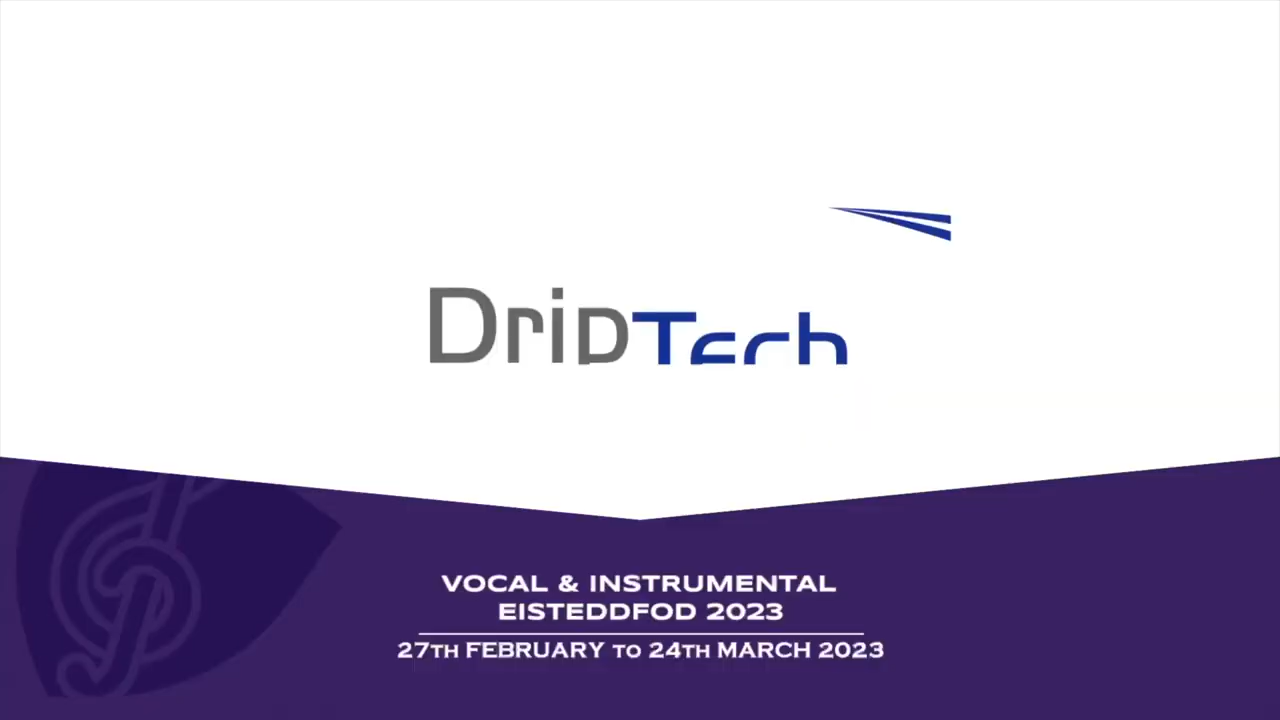 DripTech
VOCAL & INSTRUMENTAL
EISTEDDFOD 2023
27TH FEBRUARY TO 24TH MARCH 2023